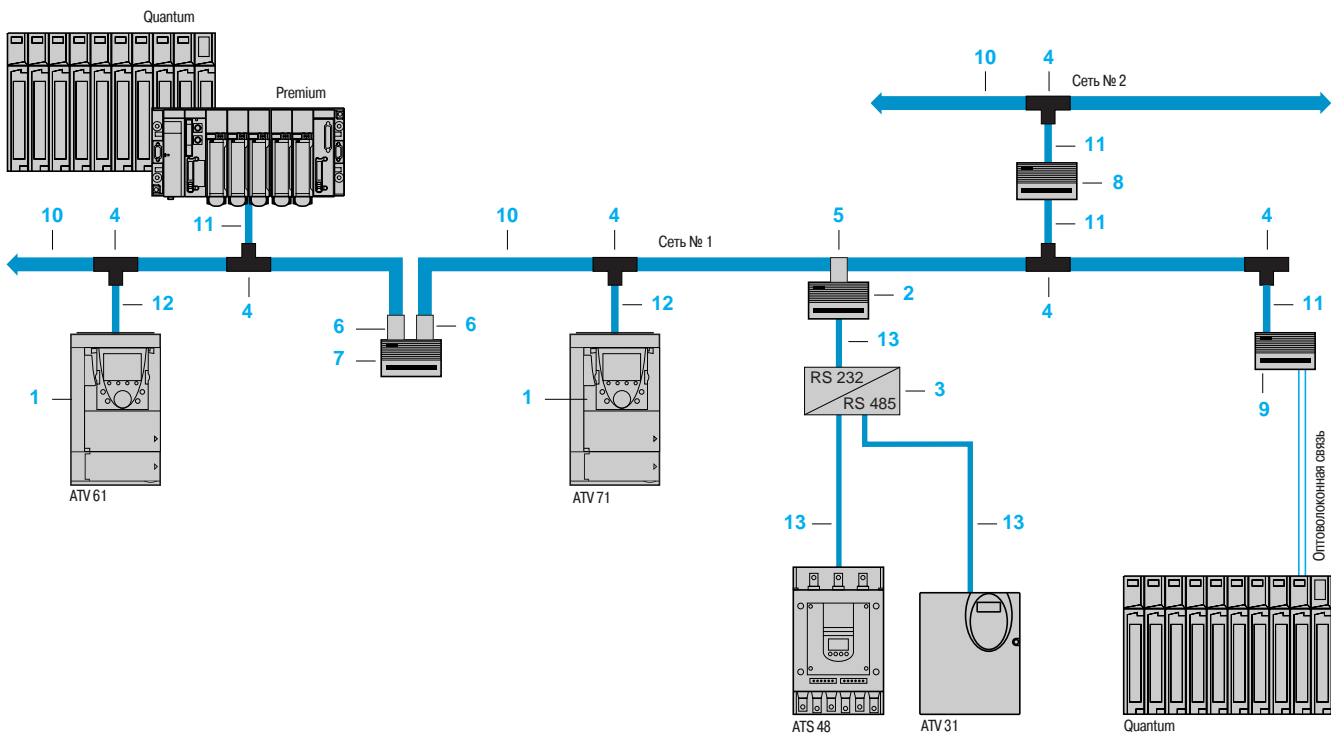 Quantum
Premium
10
4
Сеть № 2
11
8
11
10
4
11
10
4
Сеть № 1
5
4
12
4
6
6
7
12
2
13
4
11
1
1
RS 232
RS 485
3
9
ATV 61
ATV 71
13
13
Оптоволоконная связь
ATS 48
ATV 31
Quantum